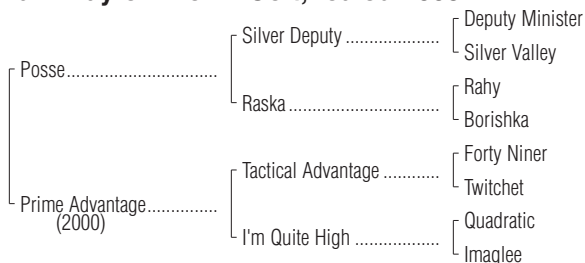 Posse
Silver Deputy
Deputy Minister
Silver Valley
Raska
Rahy
Borishka
Prime Advantage
(2000)
Tactical Advantage
Forty Niner
Twitchet
I'm Quite High
Quadratic
Imaglee